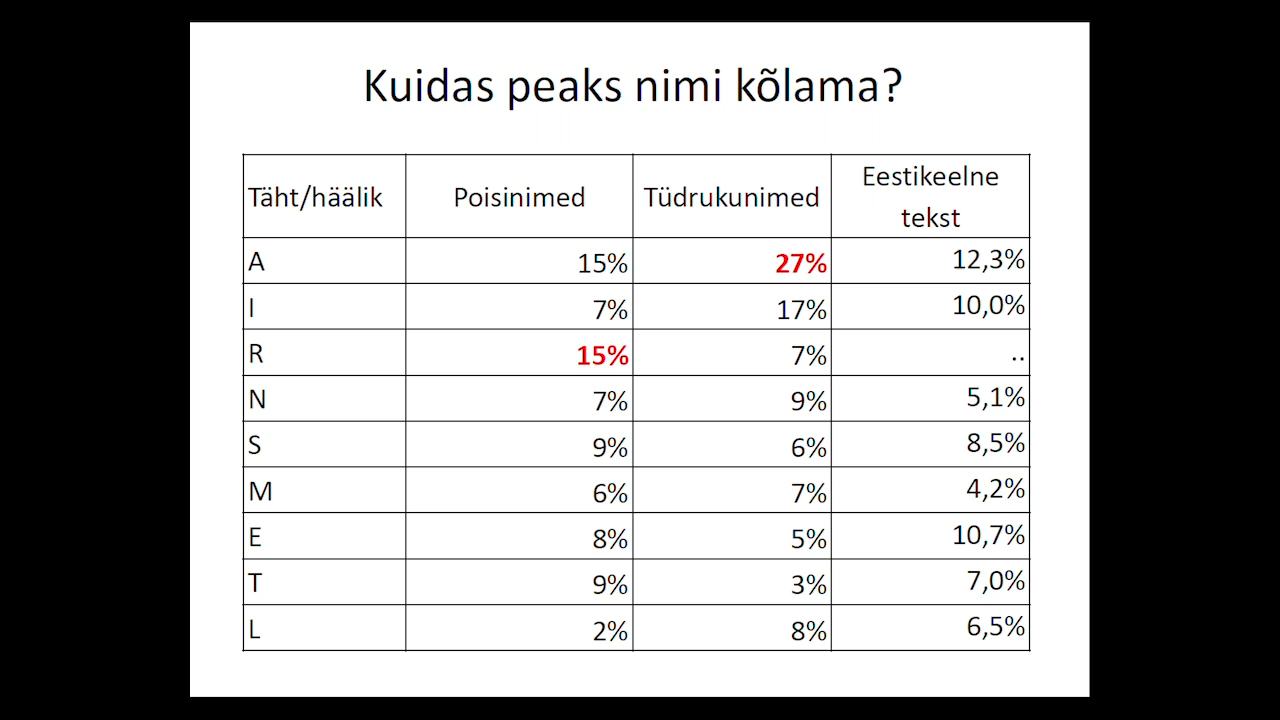 Kuidas peaks nimi kõlama?
Täht/häälik Poisinimed Tüdrukunimed Eestikeelne tekst
A 15% 27% 12,3%
I 7% 17% 10,0%
R 15% 7% ..
N 7% 9% 5,1%
S 9% 6% 8,5%
M 6% 7% 4,2%
E 8% 5% 10,7%
T 9% 3% 7,0%
L 2% 8% 6,5%